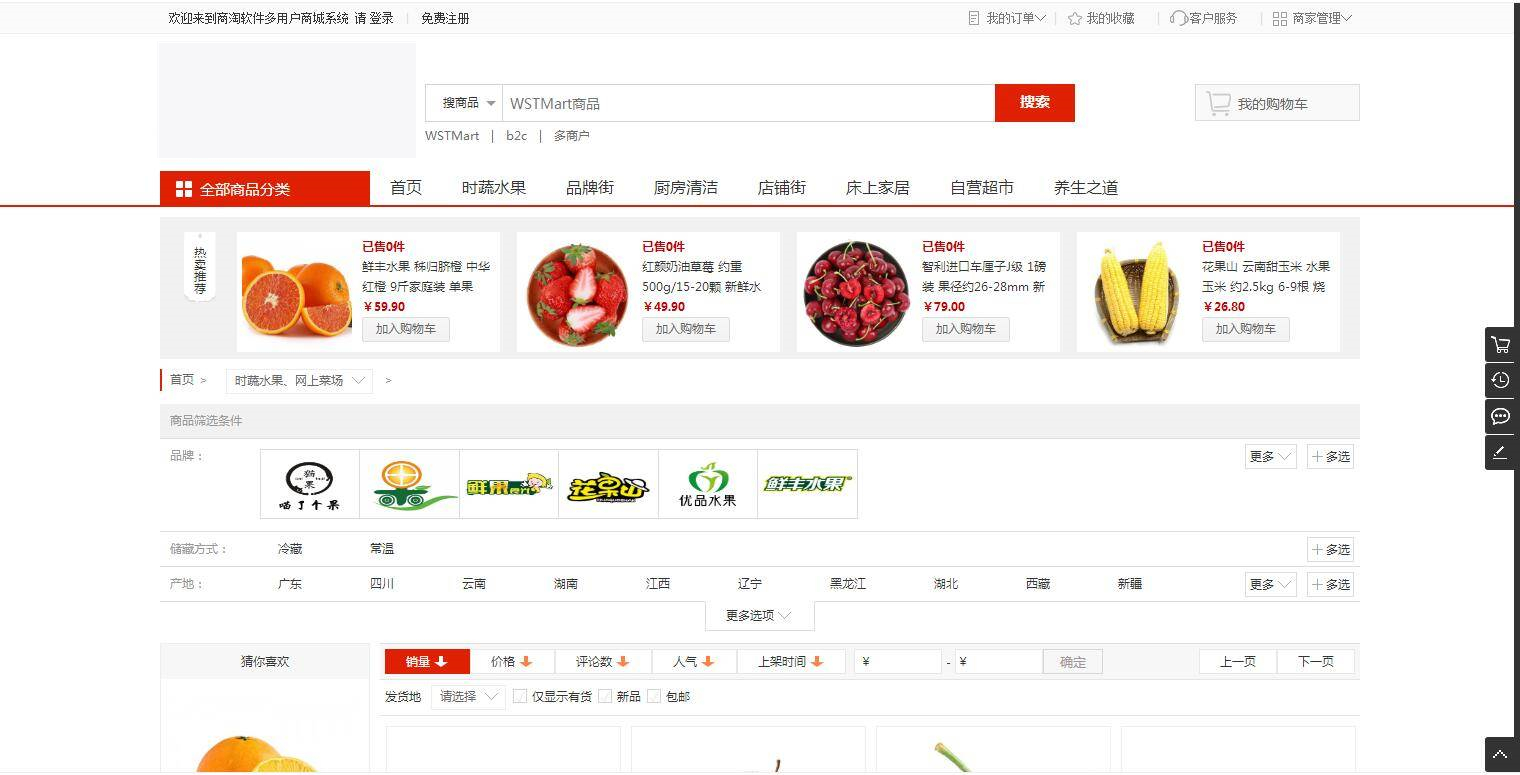 欢迎来到商淘软件多用户商城系统 请 登录 | 免费注册 我的订单 | 我的收藏 | 客户服务 | 商家管理
搜商品 WSTMart商品 搜索 我的购物车
WSTMart | b2c | 多商户
全部商品分类 首页 时蔬水果 品牌街 厨房清洁 店铺街 床上家居 自营超市 养生之道
热卖推荐
已售0件
鲜丰水果 秭归脐橙 中华
红橙 9斤家庭装 单果
¥59.90
加入购物车
已售0件
红颜奶油草莓 约重
500g/15-20颗 新鲜水
¥49.90
加入购物车
已售0件
智利进口车厘子J级 1磅
装 果径约26-28mm 新
¥79.00
加入购物车
已售0件
花果山 云南甜玉米 水果
玉米 约2.5kg 6-9根 烧
¥26.80
加入购物车
首页 > 时蔬水果、网上菜场 >
商品筛选条件
品牌： 更多 多选
喵了个果
鲜果
花果山
优品水果
鲜丰水果
储藏方式： 冷藏 常温 多选
产地： 广东 四川 云南 湖南 江西 辽宁 黑龙江 湖北 西藏 新疆 更多 多选
更多选项
猜你喜欢
销量 价格 评论数 人气 上架时间 ¥ - ¥ 确定 上一页 下一页
发货地 请选择 仅显示有货 新品 包邮